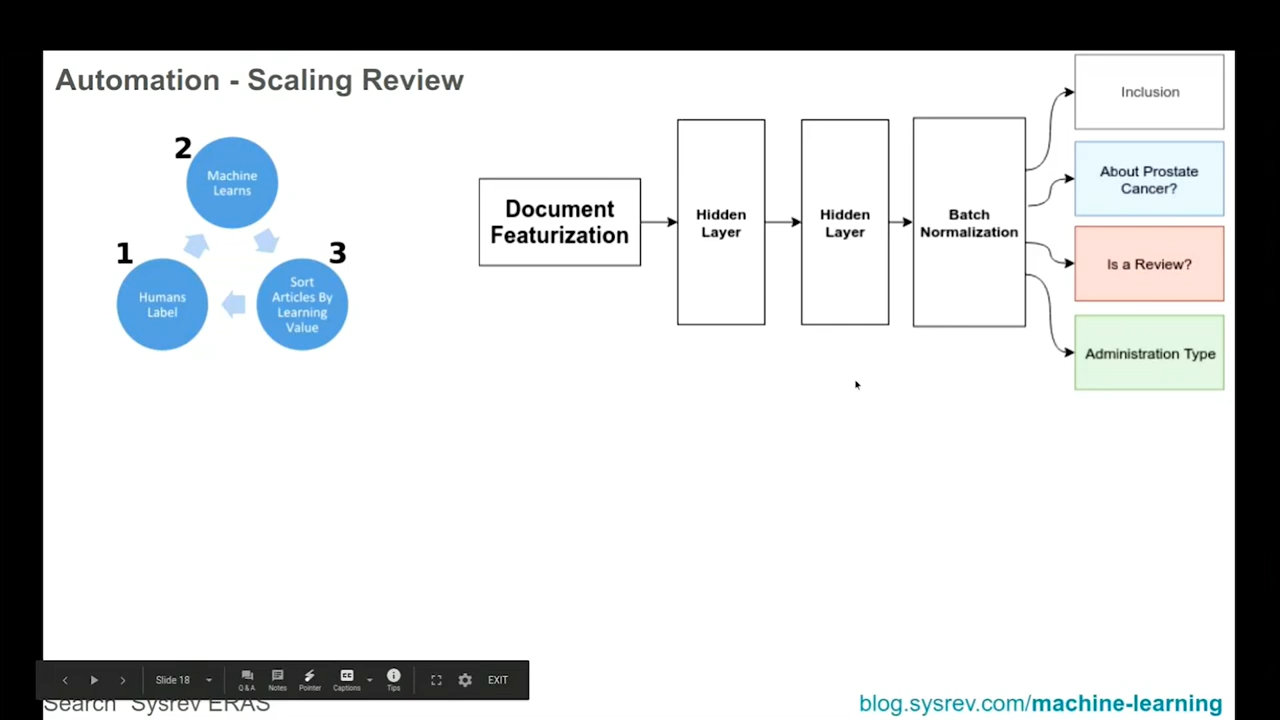 Automation - Scaling Review
2
Machine
Learns
1
Humans
Label
3
Sort
Articles By
Learning
Value
Document
Featurization
Hidden
Layer
Hidden
Layer
Batch
Normalization
Inclusion
About Prostate
Cancer?
Is a Review?
Administration Type
Slide 18
Q & A
Notes
Pointer
CC
Captions
Tips
EXIT
Search "Sysrev ERAS"
blog.sysrev.com/machine-learning